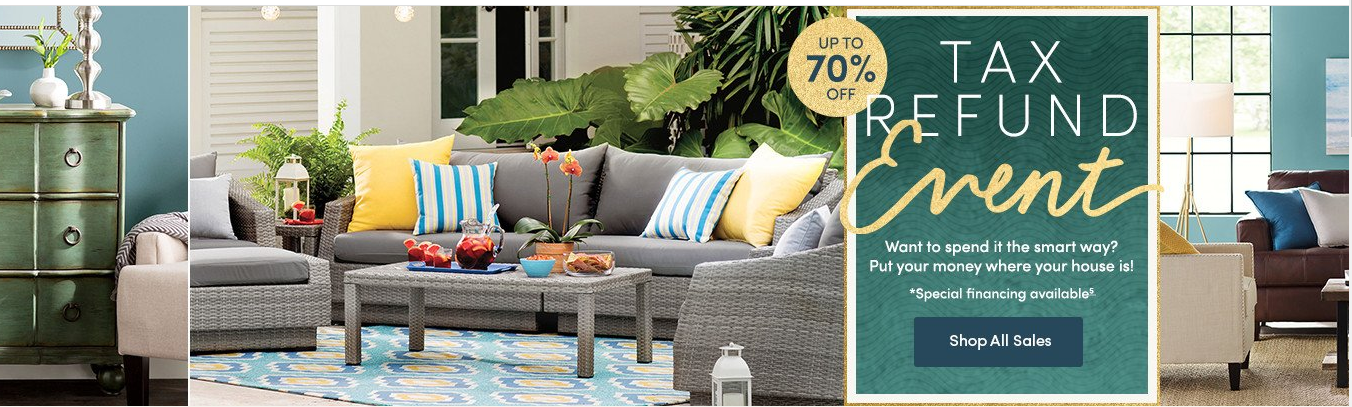 UP TO
70%
OFF
TAX
REFUND
Event
Want to spend it the smart way?
Put your money where your house is!
*Special financing available§
Shop All Sales